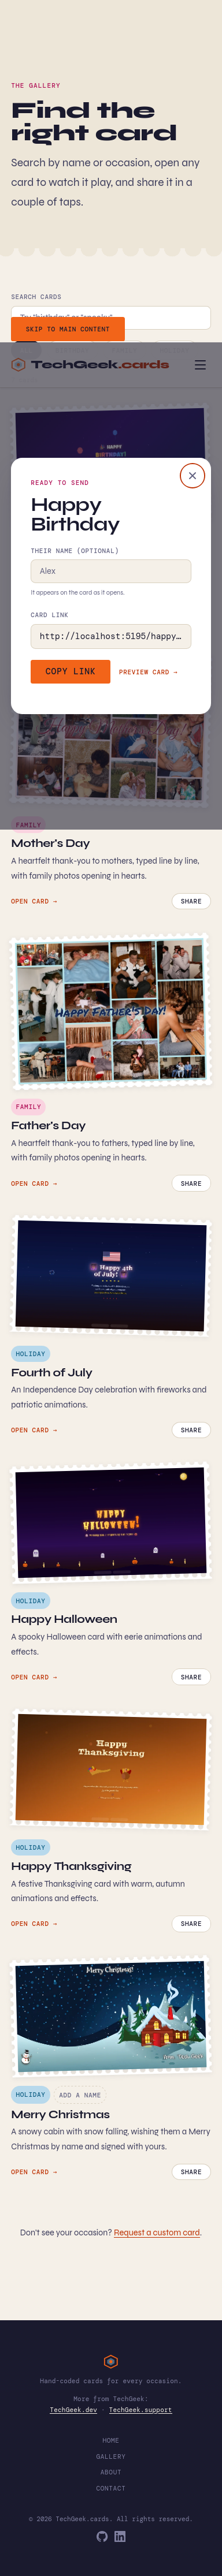 THE GALLERY
Find the
right card
Search by name or occasion, open any
card to watch it play, and share it in a
couple of taps.
SEARCH CARDS
SKIP TO MAIN CONTENT
TechGeek.cards
HAPPY
BIRTHDAY!
READY TO SEND
Happy
Birthday
THEIR NAME (OPTIONAL)
Alex
It appears on the card as it opens.
CARD LINK
http://localhost:5195/happy…
COPY LINK
PREVIEW CARD →
FAMILY
Mother's Day
A heartfelt thank-you to mothers, typed line by line,
with family photos opening in hearts.
OPEN CARD →
SHARE
HAPPY FATHER'S DAY!
FAMILY
Father's Day
A heartfelt thank-you to fathers, typed line by line,
with family photos opening in hearts.
OPEN CARD →
SHARE
Happy 4th
of July!
HOLIDAY
Fourth of July
An Independence Day celebration with fireworks and
patriotic animations.
OPEN CARD →
SHARE
HAPPY
HALLOWEEN!
HOLIDAY
Happy Halloween
A spooky Halloween card with eerie animations and
effects.
OPEN CARD →
SHARE
Happy
Thanksgiving
HOLIDAY
Happy Thanksgiving
A festive Thanksgiving card with warm, autumn
animations and effects.
OPEN CARD →
SHARE
Merry Christmas!
HOLIDAY
ADD A NAME
Merry Christmas
A snowy cabin with snow falling, wishing them a Merry
Christmas by name and signed with yours.
OPEN CARD →
SHARE
Don't see your occasion? Request a custom card.
Hand-coded cards for every occasion.
More from TechGeek:
TechGeek.dev · TechGeek.support
HOME
GALLERY
ABOUT
CONTACT
© 2026 TechGeek.cards. All rights reserved.